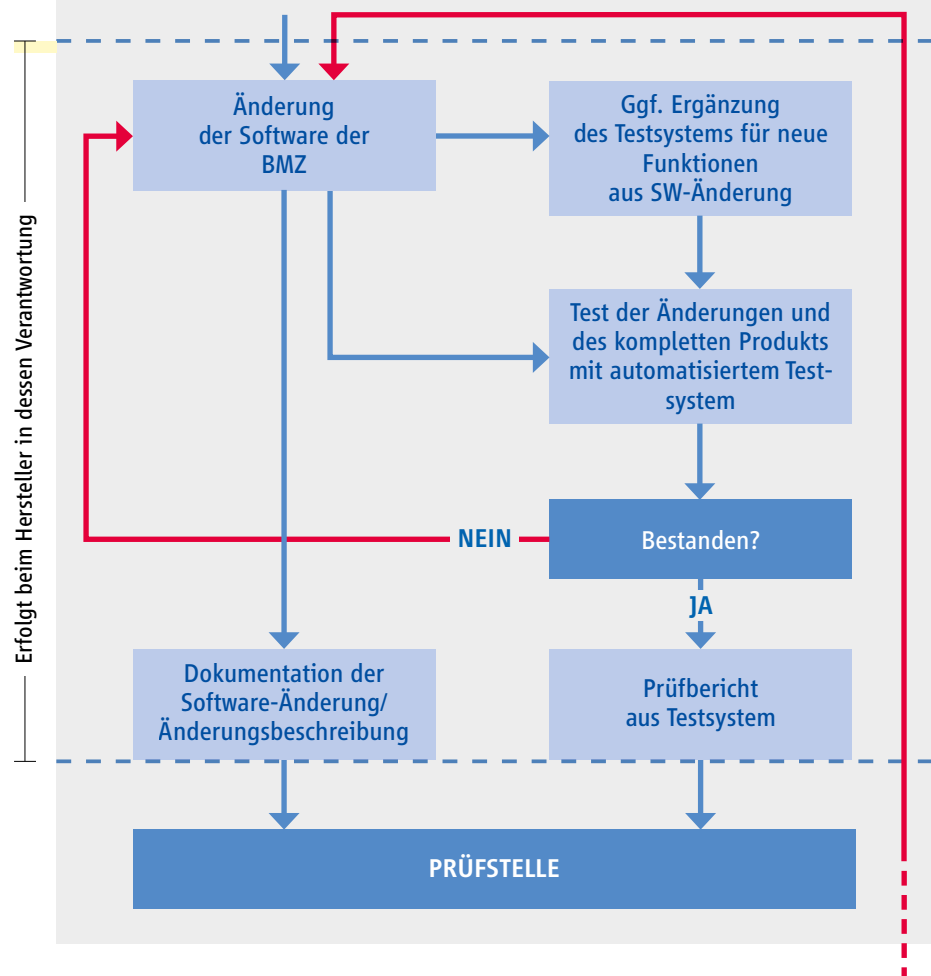 Erfolgt beim Hersteller in dessen Verantwortung
Änderung
der Software der
BMZ
Ggf. Ergänzung
des Testsystems für neue
Funktionen
aus SW-Änderung
Test der Änderungen und
des kompletten Produkts
mit automatisiertem Test-
system
NEIN
Bestanden?
JA
Dokumentation der
Software-Änderung/
Änderungsbeschreibung
Prüfbericht
aus Testsystem
PRÜFSTELLE